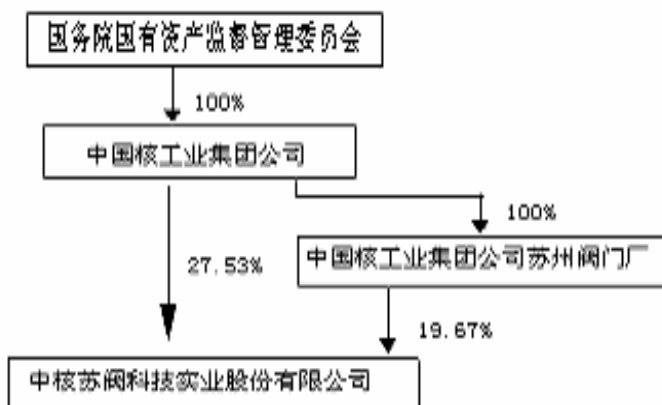 国务院国有资产监督管理委员会
100%
中国核工业集团公司
100%
27.53%
中国核工业集团公司苏州阀门厂
19.67%
中核苏阀科技实业股份有限公司